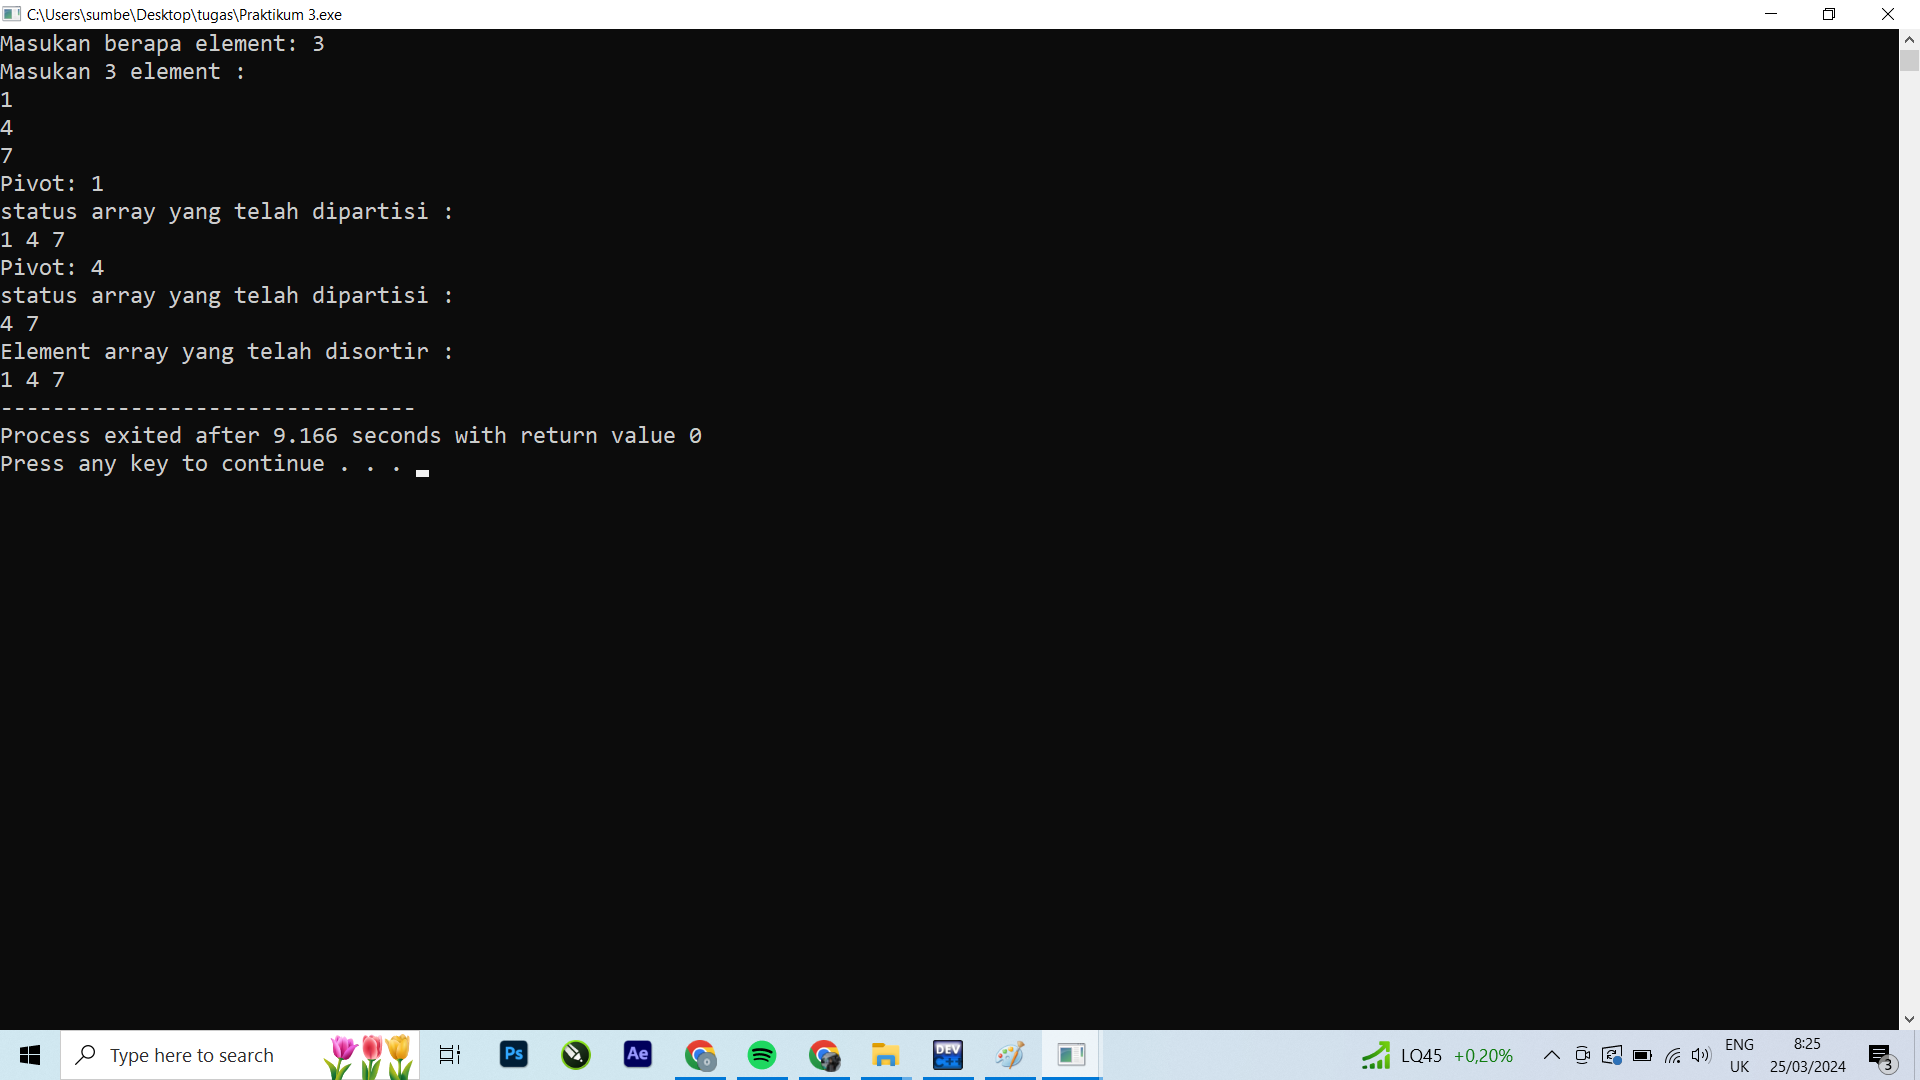 C:\Users\sumbe\Desktop\tugas\Praktikum 3.exe
Masukan berapa element: 3
Masukan 3 element :
1
4
7
Pivot: 1
status array yang telah dipartisi :
1 4 7
Pivot: 4
status array yang telah dipartisi :
4 7
Element array yang telah disortir :
1 4 7
--------------------------------
Process exited after 9.166 seconds with return value 0
Press any key to continue . . .
Type here to search
Ps
Ae
DEV
LQ45 +0,20%
ENG
UK
8:25
25/03/2024
3